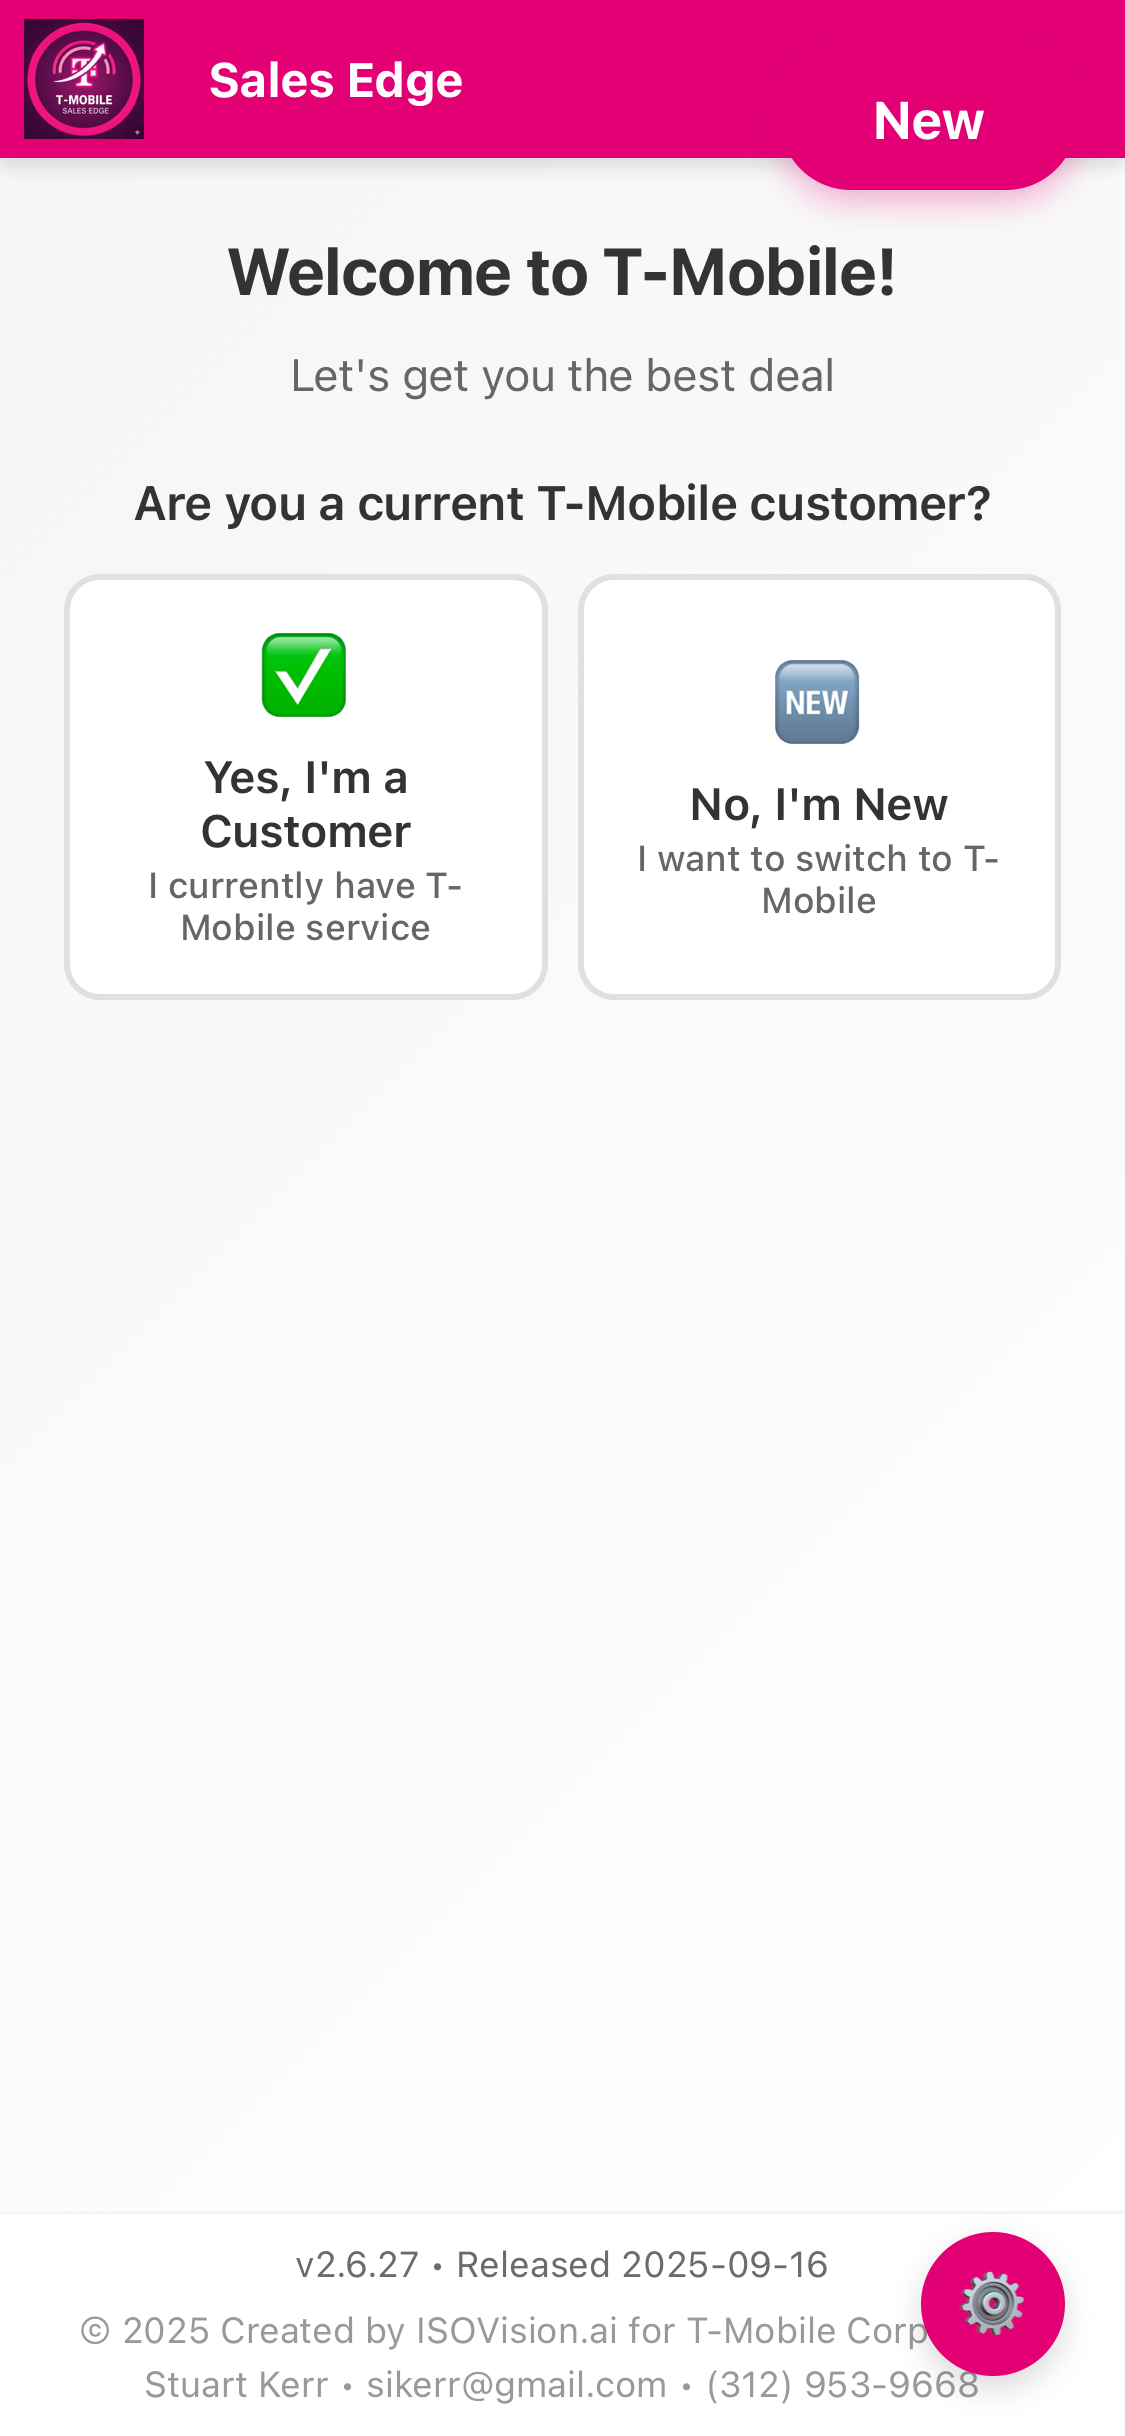 T-MOBILE
SALES EDGE
Sales Edge
New
Welcome to T-Mobile!
Let's get you the best deal
Are you a current T-Mobile customer?
Yes, I'm a
Customer
I currently have T-
Mobile service
NEW
No, I'm New
I want to switch to T-
Mobile
v2.6.27 • Released 2025-09-16
© 2025 Created by ISOVision.ai for T-Mobile Corp
Stuart Kerr • sikerr@gmail.com • (312) 953-9668